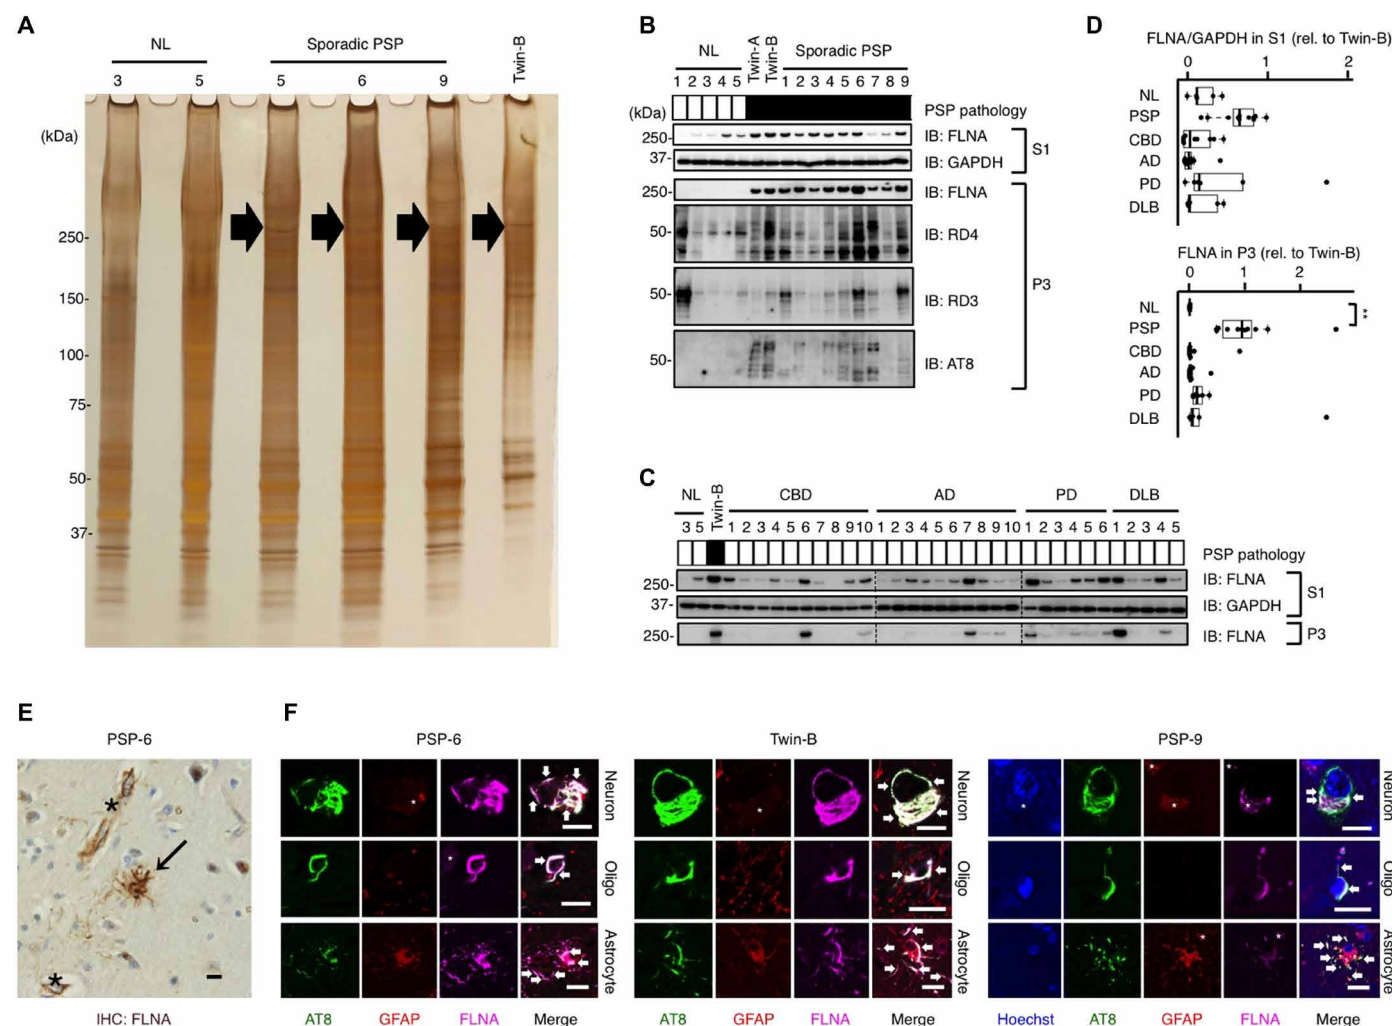 A
NL
Sporadic PSP
Twin-B
3
5
5
6
9
(kDa)
250-
150-
100-
75-
50-
37-
B
NL
Twin-A
Twin-B
Sporadic PSP
1 2 3 4 5
1 2 3 4 5 6 7 8 9
(kDa)
PSP pathology
250-
IB: FLNA
37-
IB: GAPDH
S1
250-
IB: FLNA
50-
IB: RD4
50-
IB: RD3
50-
IB: AT8
P3
C
NL
Twin-B
CBD
AD
PD
DLB
3 5
1 2 3 4 5 6 7 8 9 10
1 2 3 4 5 6 7 8 9 10
1 2 3 4 5 6
1 2 3 4 5
PSP pathology
250-
IB: FLNA
37-
IB: GAPDH
S1
250-
IB: FLNA
P3
D
FLNA/GAPDH in S1 (rel. to Twin-B)
0 1 2
NL
PSP
CBD
AD
PD
DLB
FLNA in P3 (rel. to Twin-B)
0 1 2
NL
**
PSP
CBD
AD
PD
DLB
E
PSP-6
*
*
IHC: FLNA
F
PSP-6
Neuron
Oligo
Astrocyte
AT8 GFAP FLNA Merge
Twin-B
Neuron
Oligo
Astrocyte
AT8 GFAP FLNA Merge
PSP-9
Neuron
Oligo
Astrocyte
Hoechst AT8 GFAP FLNA Merge